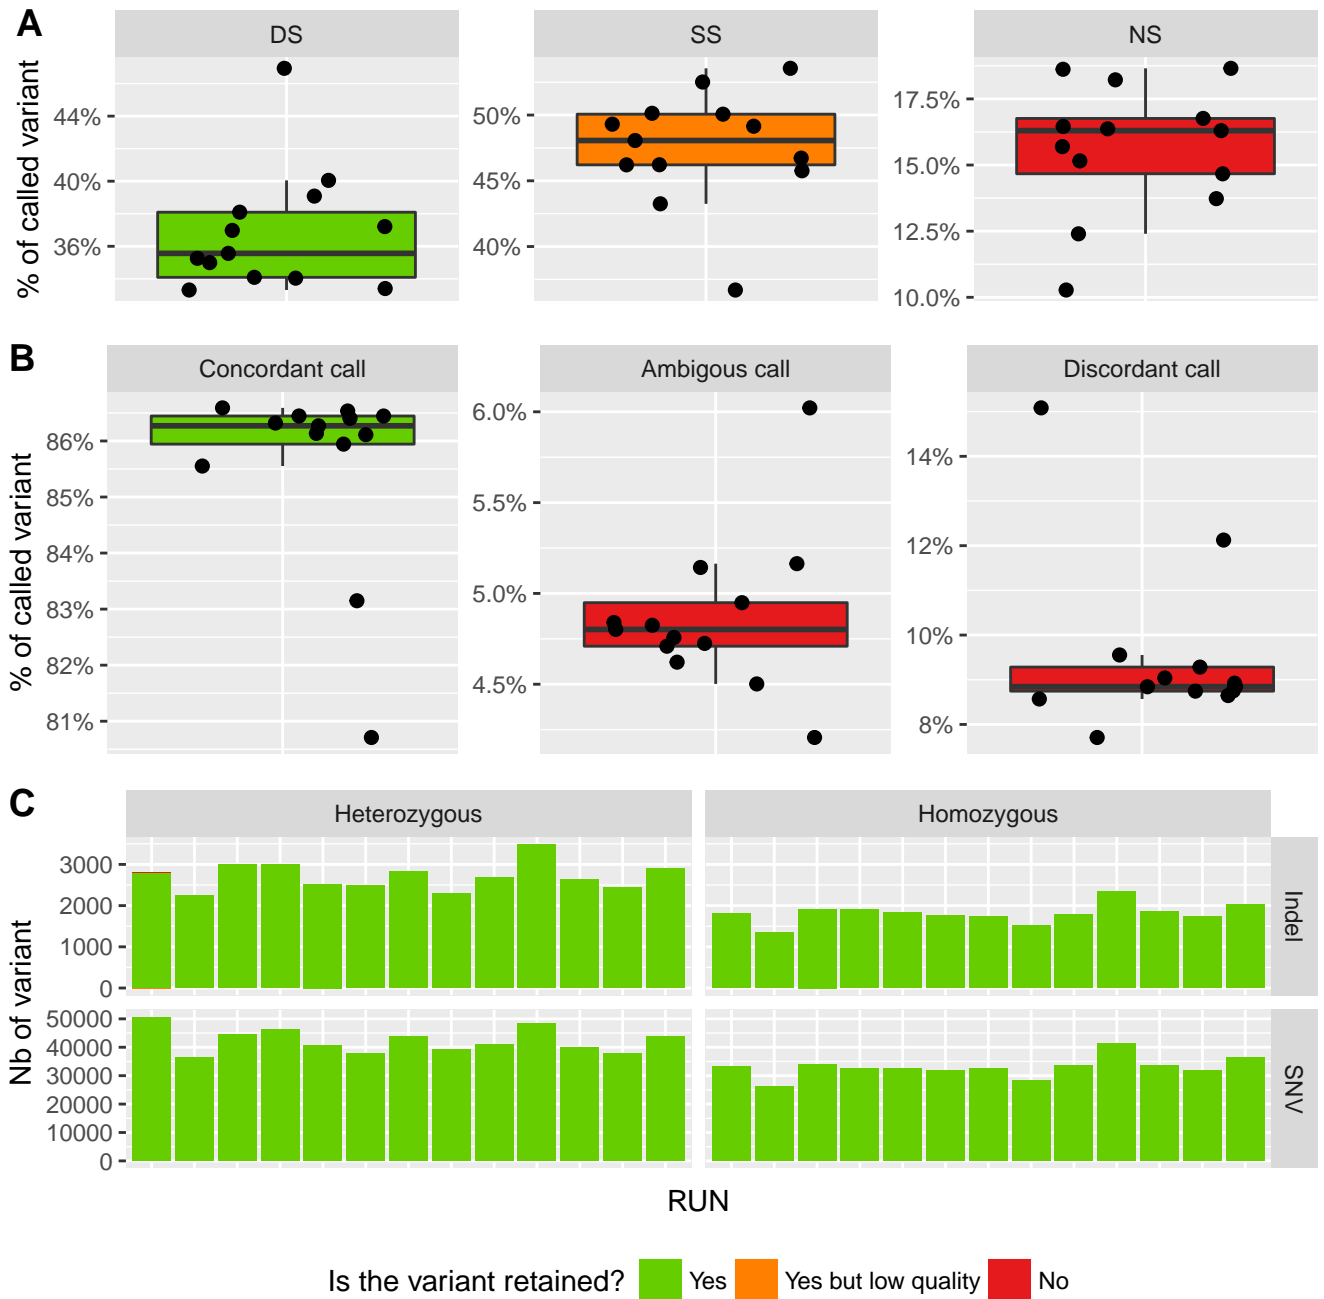 A
DS
SS
NS
% of called variant
44%
40%
36%
50%
45%
40%
17.5%
15.0%
12.5%
10.0%
B
Concordant call
Ambigous call
Discordant call
% of called variant
86%
85%
84%
83%
82%
81%
6.0%
5.5%
5.0%
4.5%
14%
12%
10%
8%
C
Heterozygous
Homozygous
Nb of variant
3000
2000
1000
0
Indel
50000
40000
30000
20000
10000
0
SNV
RUN
Is the variant retained? Yes Yes but low quality No